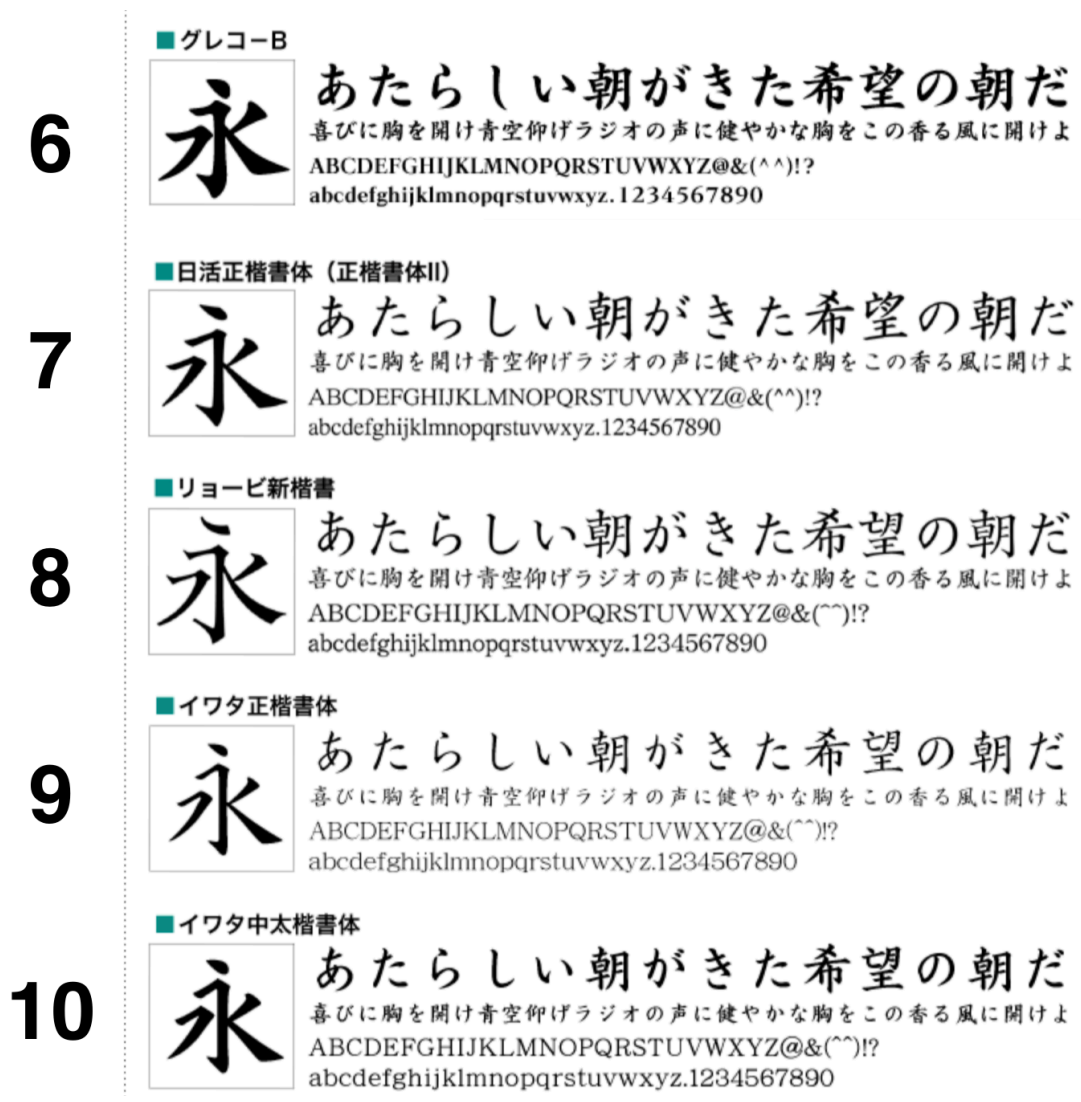 ■グレコーB
6
永
あたらしい朝がきた希望の朝だ
喜びに胸を開け青空仰げラジオの声に健やかな胸をこの香る風に開けよ
ABCDEFGHIJKLMNOPQRSTUVWXYZ@&(^^)!?
abcdefghijklmnopqrstuvwxyz.1234567890
■日活正楷書体（正楷書体II）
7
永
あたらしい朝がきた希望の朝だ
喜びに胸を開け青空仰げラジオの声に健やかな胸をこの香る風に開けよ
ABCDEFGHIJKLMNOPQRSTUVWXYZ@&(^^)!?
abcdefghijklmnopqrstuvwxyz.1234567890
■リョービ新楷書
8
永
あたらしい朝がきた希望の朝だ
喜びに胸を開け青空仰げラジオの声に健やかな胸をこの香る風に開けよ
ABCDEFGHIJKLMNOPQRSTUVWXYZ@&(^^)!?
abcdefghijklmnopqrstuvwxyz.1234567890
■イワタ正楷書体
9
永
あたらしい朝がきた希望の朝だ
喜びに胸を開け青空仰げラジオの声に健やかな胸をこの香る風に開けよ
ABCDEFGHIJKLMNOPQRSTUVWXYZ@&(^^)!?
abcdefghijklmnopqrstuvwxyz.1234567890
■イワタ中太楷書体
10
永
あたらしい朝がきた希望の朝だ
喜びに胸を開け青空仰げラジオの声に健やかな胸をこの香る風に開けよ
ABCDEFGHIJKLMNOPQRSTUVWXYZ@&(^^)!?
abcdefghijklmnopqrstuvwxyz.1234567890